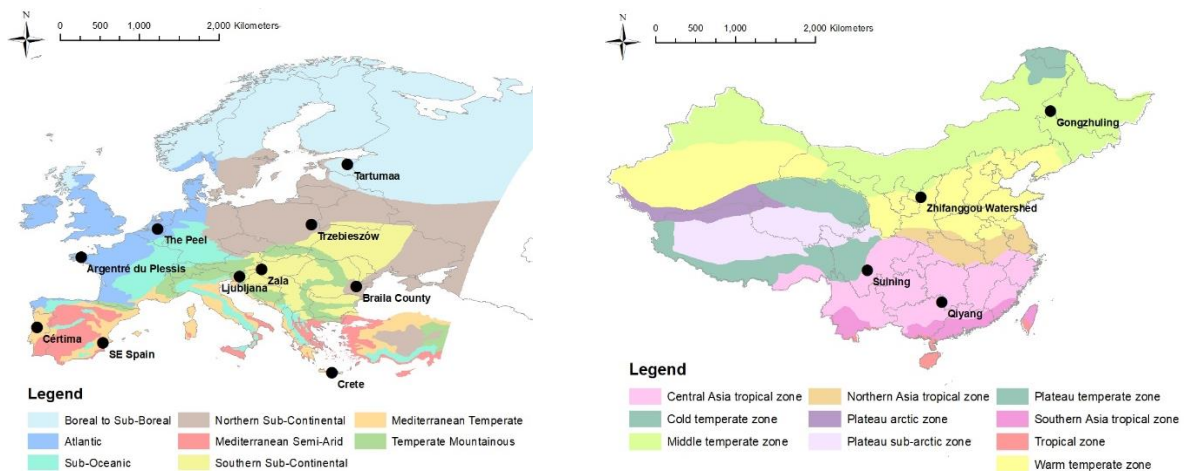 N
0 500 1,000 2,000 Kilometers
Tartumaa
The Peel
Trzebieszów
Argentré du Plessis
Zala
Ljubljana
Braila County
Cértima
SE Spain
Crete
Legend
Boreal to Sub-Boreal
Northern Sub-Continental
Mediterranean Temperate
Atlantic
Mediterranean Semi-Arid
Temperate Mountainous
Sub-Oceanic
Southern Sub-Continental
N
0 500 1,000 2,000 Kilometers
Gongzhuling
Zhifanggou Watershed
Suining
Qiyang
Legend
Central Asia tropical zone
Northern Asia tropical zone
Plateau temperate zone
Cold temperate zone
Plateau arctic zone
Southern Asia tropical zone
Middle temperate zone
Plateau sub-arctic zone
Tropical zone
Warm temperate zone